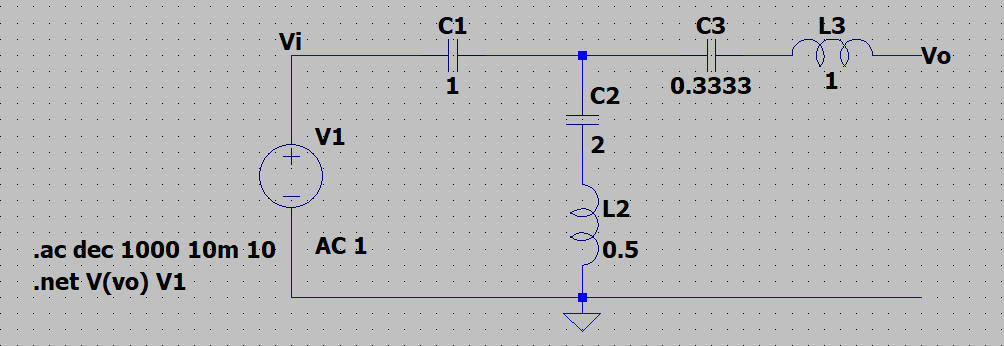 Vi
C1
1
C3
0.3333
L3
1
Vo
C2
2
V1
L2
0.5
AC 1
.ac dec 1000 10m 10
.net V(vo) V1